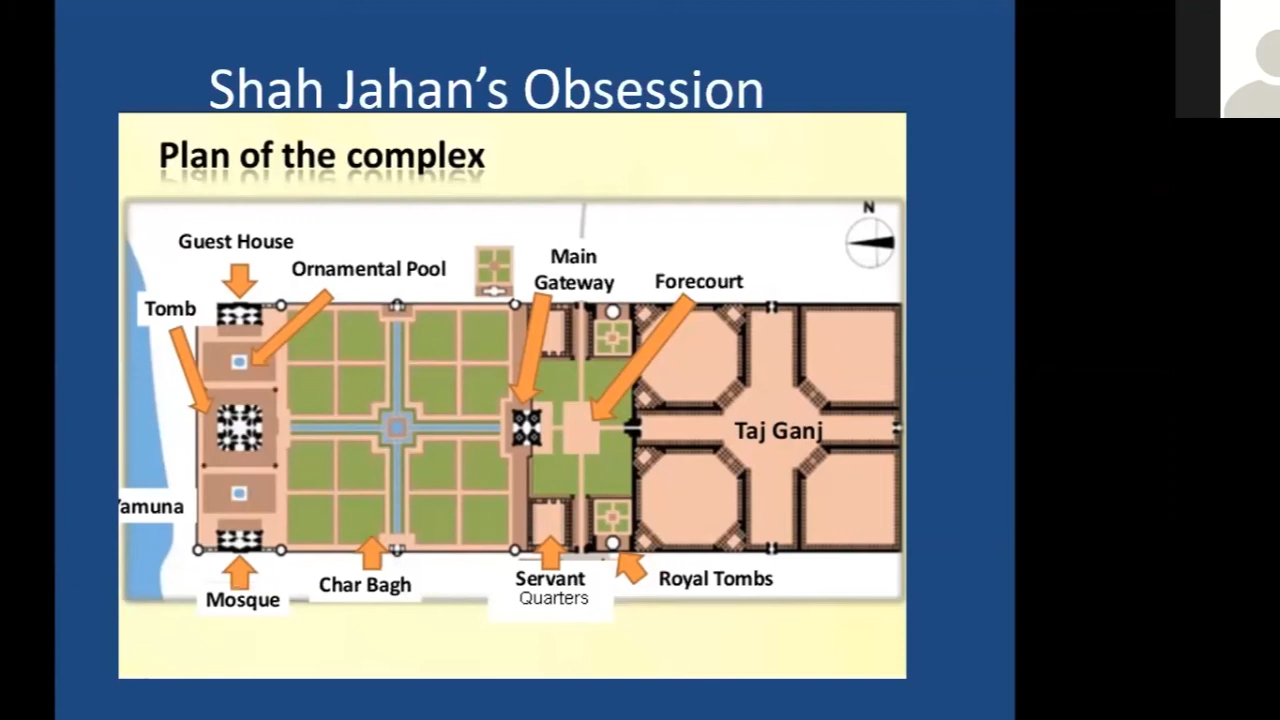 Shah Jahan's Obsession
Plan of the complex
N
Guest House
Ornamental Pool
Main
Gateway
Forecourt
Tomb
Taj Ganj
Yamuna
Mosque
Char Bagh
Servant
Quarters
Royal Tombs